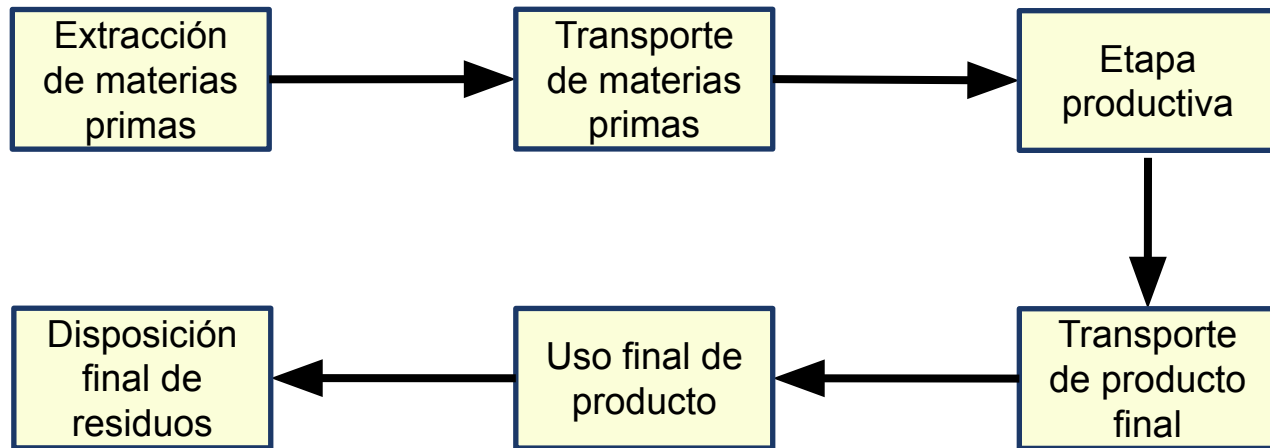 Extracción
de materias
primas
Transporte
de materias
primas
Etapa
productiva
Transporte
de producto
final
Uso final de
producto
Disposición
final de
residuos